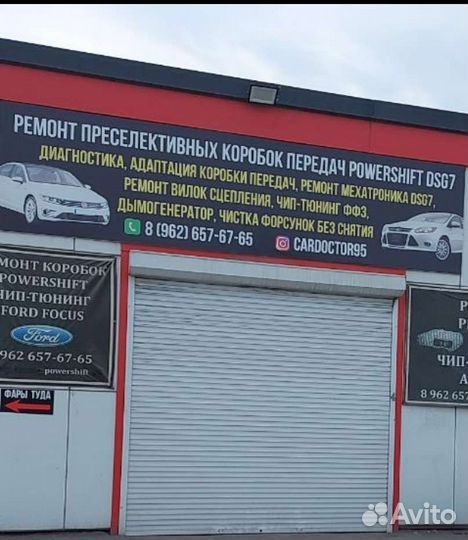 РЕМОНТ ПРЕСЕЛЕКТИВНЫХ КОРОБОК ПЕРЕДАЧ POWERSHIFT DSG7
ДИАГНОСТИКА, АДАПТАЦИЯ КОРОБКИ ПЕРЕДАЧ, РЕМОНТ МЕХАТРОНИКА DSG7,
РЕМОНТ ВИЛОК СЦЕПЛЕНИЯ, ЧИП-ТЮНИНГ ФФ3,
ДЫМОГЕНЕРАТОР, ЧИСТКА ФОРСУНОК БЕЗ СНЯТИЯ
8 (962) 657-67-65 CARDOCTOR95
МОНТ КОРОБОК
POWERSHIFT
ЧИП-ТЮНИНГ
FORD FOCUS
Ford
962 657-67-65
powershift
ФАРЫ ТУДА
ЧИП-
8 962 657
Avito